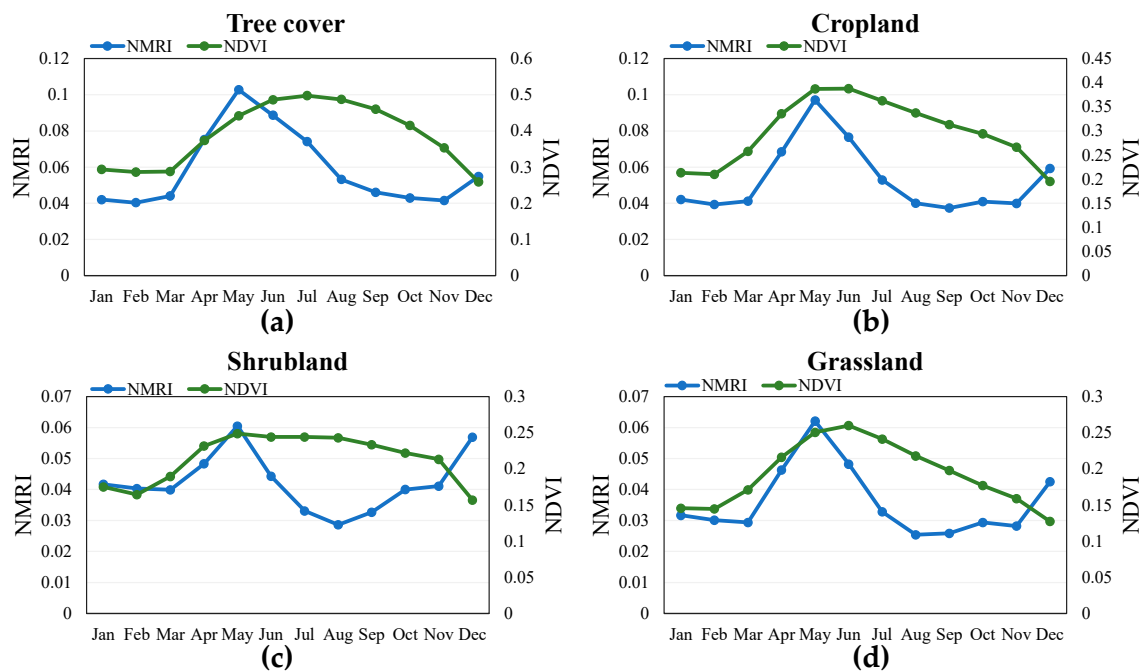 Tree cover
NMRI NDVI
0.12 0.6
0.1 0.5
0.08 0.4
0.06 0.3
0.04 0.2
0.02 0.1
0 0
NMRI
NDVI
Jan Feb Mar Apr May Jun Jul Aug Sep Oct Nov Dec
(a)
Cropland
NMRI NDVI
0.12 0.45
0.1 0.4
0.08 0.35
0.06 0.3
0.04 0.25
0.02 0.2
0 0.15
0.1
0.05
0
NMRI
NDVI
Jan Feb Mar Apr May Jun Jul Aug Sep Oct Nov Dec
(b)
Shrubland
NMRI NDVI
0.07 0.3
0.06 0.25
0.05 0.2
0.04 0.15
0.03 0.1
0.02 0.05
0.01 0
0
NMRI
NDVI
Jan Feb Mar Apr May Jun Jul Aug Sep Oct Nov Dec
(c)
Grassland
NMRI NDVI
0.07 0.3
0.06 0.25
0.05 0.2
0.04 0.15
0.03 0.1
0.02 0.05
0.01 0
0
NMRI
NDVI
Jan Feb Mar Apr May Jun Jul Aug Sep Oct Nov Dec
(d)